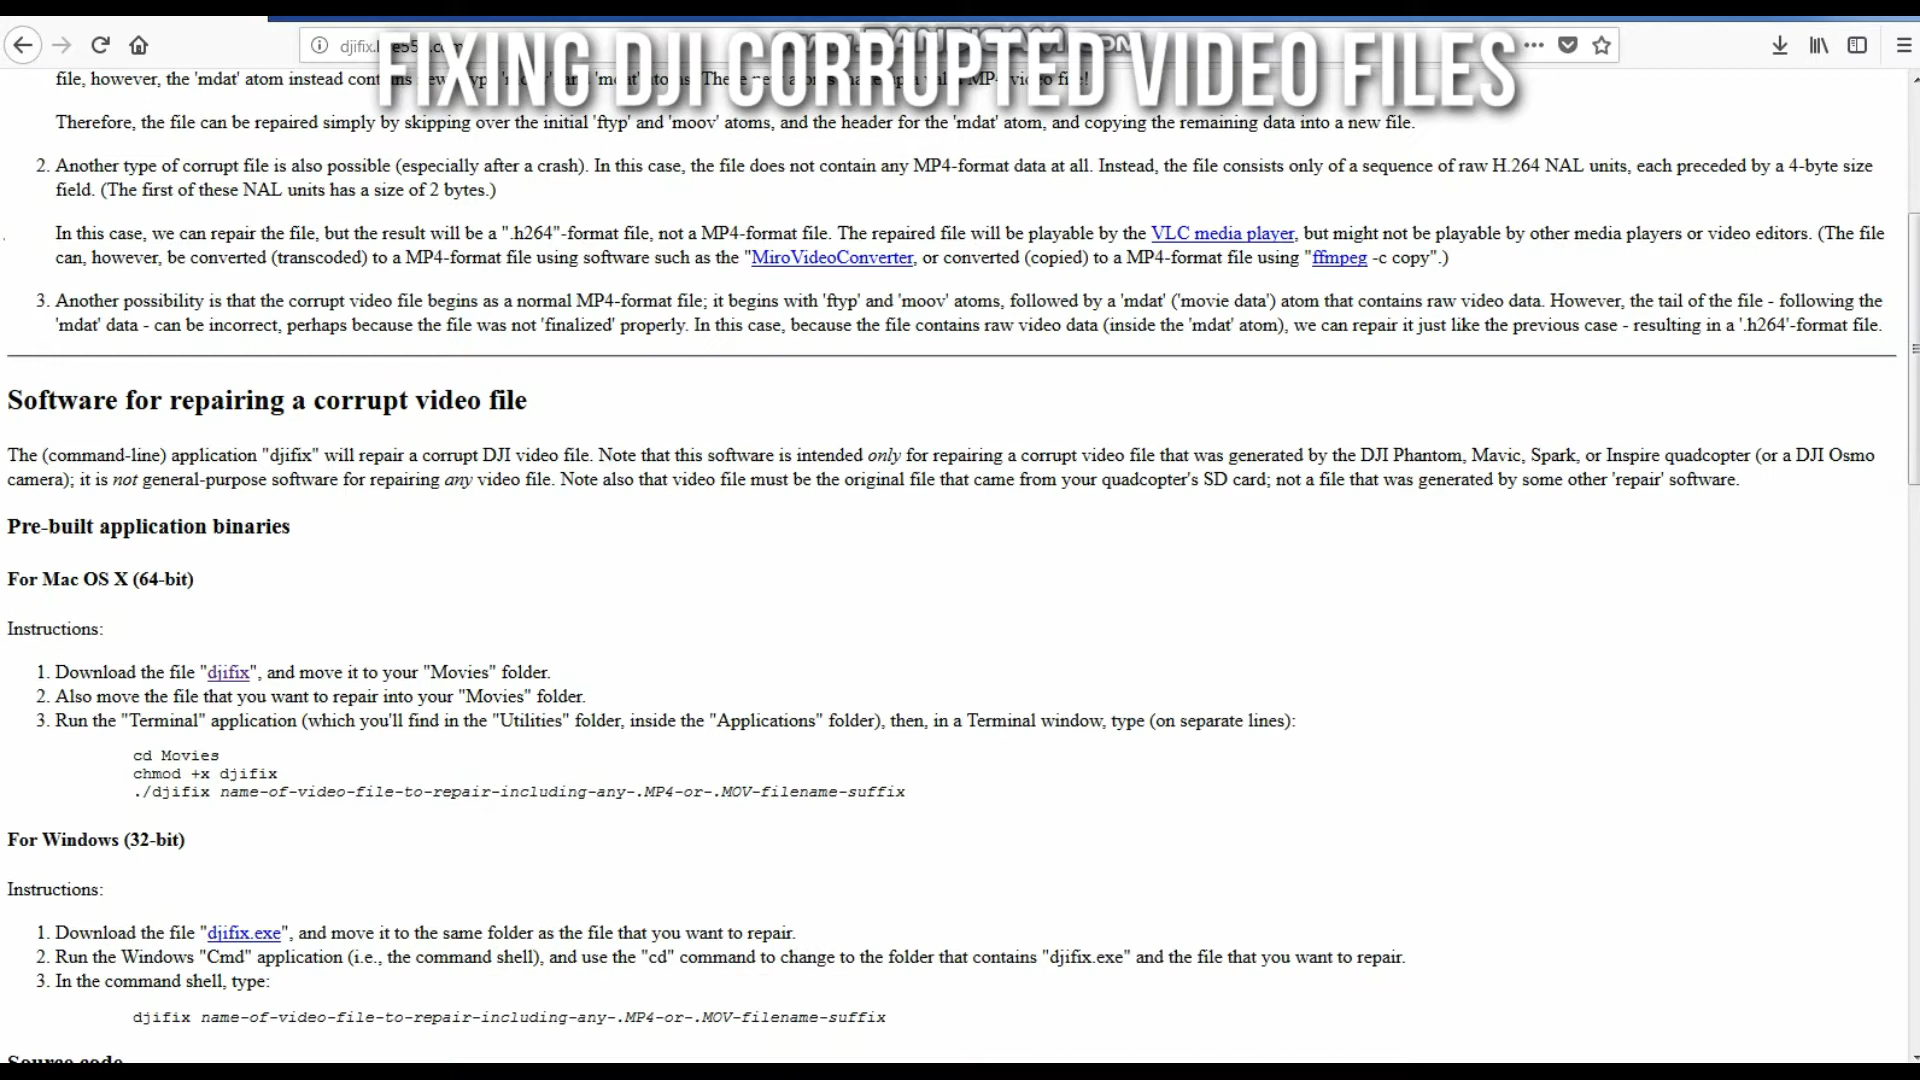 FIXING DJI CORRUPTED VIDEO FILES
file, however, the 'mdat' atom instead
Therefore, the file can be repaired simply by skipping over the initial 'ftyp' and 'moov' atoms, and the header for the 'mdat' atom, and copying the remaining data into a new file.
2. Another type of corrupt file is also possible (especially after a crash). In this case, the file does not contain any MP4-format data at all. Instead, the file consists only of a sequence of raw H.264 NAL units, each preceded by a 4-byte size
field. (The first of these NAL units has a size of 2 bytes.)
In this case, we can repair the file, but the result will be a ".h264"-format file, not a MP4-format file. The repaired file will be playable by the VLC media player, but might not be playable by other media players or video editors. (The file
can, however, be converted (transcoded) to a MP4-format file using software such as the "MiroVideoConverter, or converted (copied) to a MP4-format file using "ffmpeg -c copy".)
3. Another possibility is that the corrupt video file begins as a normal MP4-format file; it begins with 'ftyp' and 'moov' atoms, followed by a 'mdat' ('movie data') atom that contains raw video data. However, the tail of the file - following the
'mdat' data - can be incorrect, perhaps because the file was not 'finalized' properly. In this case, because the file contains raw video data (inside the 'mdat' atom), we can repair it just like the previous case - resulting in a '.h264'-format file.
Software for repairing a corrupt video file
The (command-line) application "djifix" will repair a corrupt DJI video file. Note that this software is intended only for repairing a corrupt video file that was generated by the DJI Phantom, Mavic, Spark, or Inspire quadcopter (or a DJI Osmo
camera); it is not general-purpose software for repairing any video file. Note also that video file must be the original file that came from your quadcopter's SD card; not a file that was generated by some other 'repair' software.
Pre-built application binaries
For Mac OS X (64-bit)
Instructions:
1. Download the file "djifix", and move it to your "Movies" folder.
2. Also move the file that you want to repair into your "Movies" folder.
3. Run the "Terminal" application (which you'll find in the "Utilities" folder, inside the "Applications" folder), then, in a Terminal window, type (on separate lines):
cd Movies
chmod +x djifix
./djifix name-of-video-file-to-repair-including-any-.MP4-or-.MOV-filename-suffix
For Windows (32-bit)
Instructions:
1. Download the file "djifix.exe", and move it to the same folder as the file that you want to repair.
2. Run the Windows "Cmd" application (i.e., the command shell), and use the "cd" command to change to the folder that contains "djifix.exe" and the file that you want to repair.
3. In the command shell, type:
djifix name-of-video-file-to-repair-including-any-.MP4-or-.MOV-filename-suffix
Source code